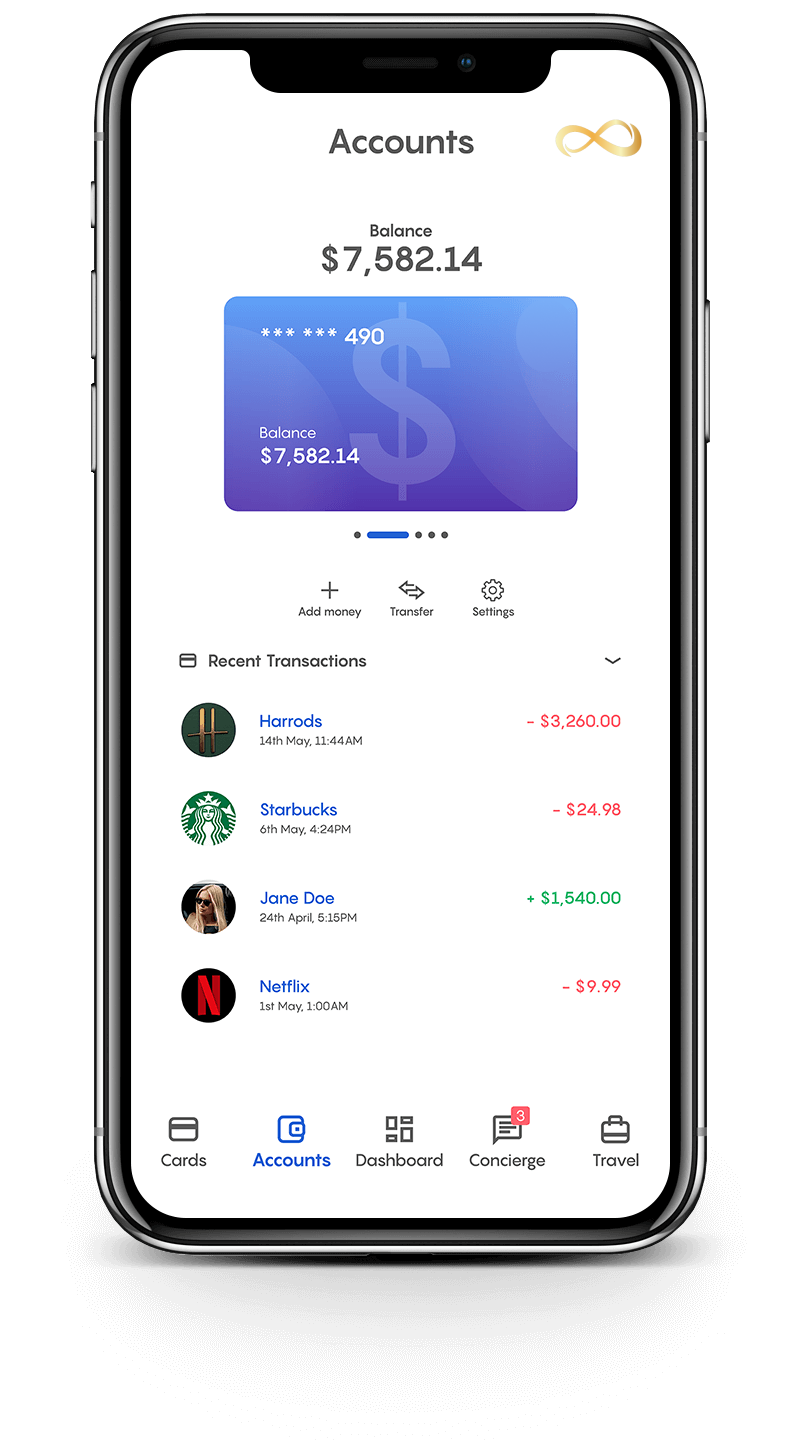 Accounts
Balance
$7,582.14
*** *** 490
Balance
$7,582.14
Add money
Transfer
Settings
Recent Transactions
Harrods
- $3,260.00
14th May, 11:44AM
Starbucks
- $24.98
6th May, 4:24PM
Jane Doe
+ $1,540.00
24th April, 5:15PM
Netflix
- $9.99
1st May, 1:00AM
3
Cards
Accounts
Dashboard
Concierge
Travel